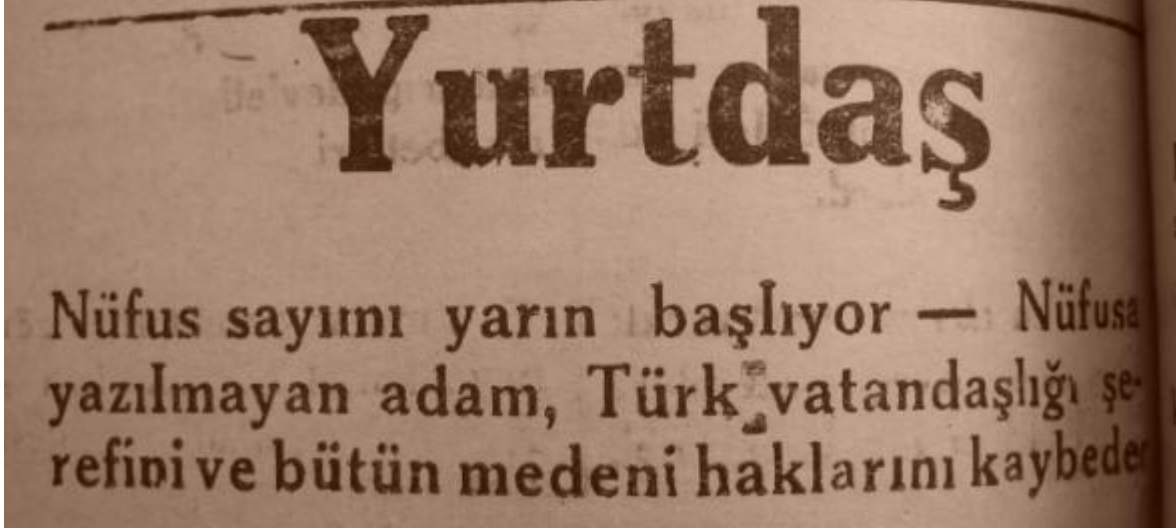 Yurtdaş
Nüfus sayımı yarın başlıyor — Nüfusa
yazılmayan adam, Türk vatandaşlığı şe-
refini ve bütün medeni haklarını kaybeder